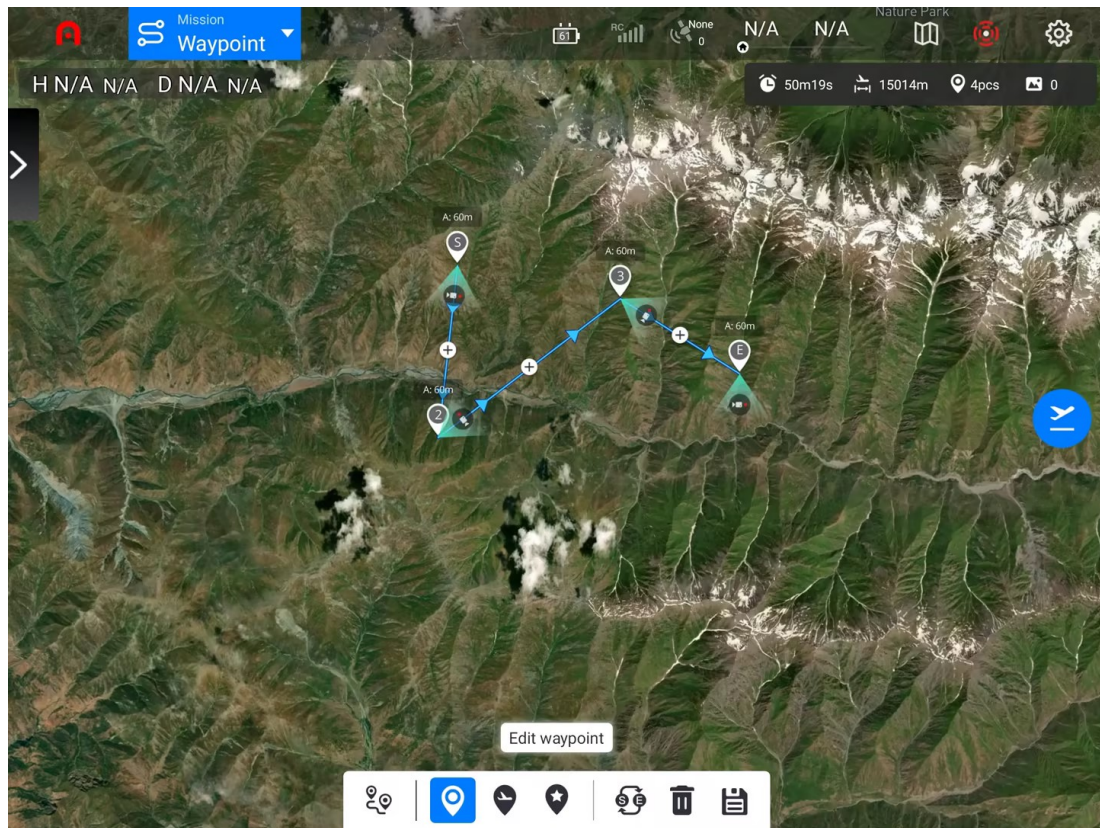 Mission
Waypoint
61
RC
None
0
N/A
N/A
Nature Park
H N/A N/A D N/A N/A
50m19s
15014m
4pcs
0
A: 60m
S
A: 60m
3
A: 60m
E
A: 60m
2
Edit waypoint
S E